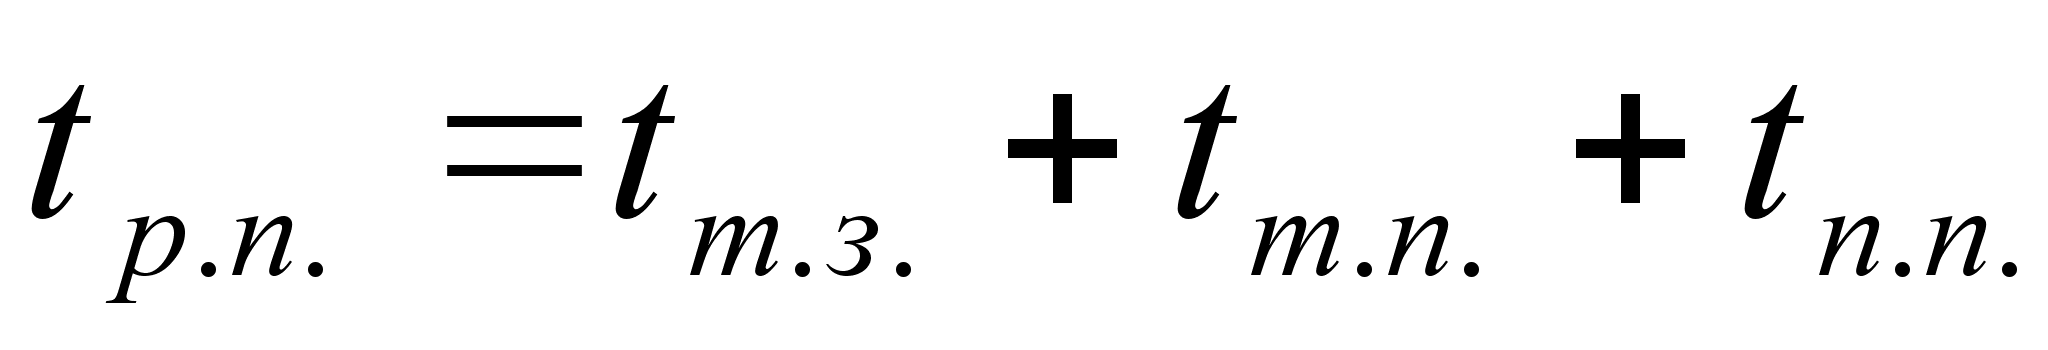 t р.п. = t т.з. + t т.п. + t п.п.